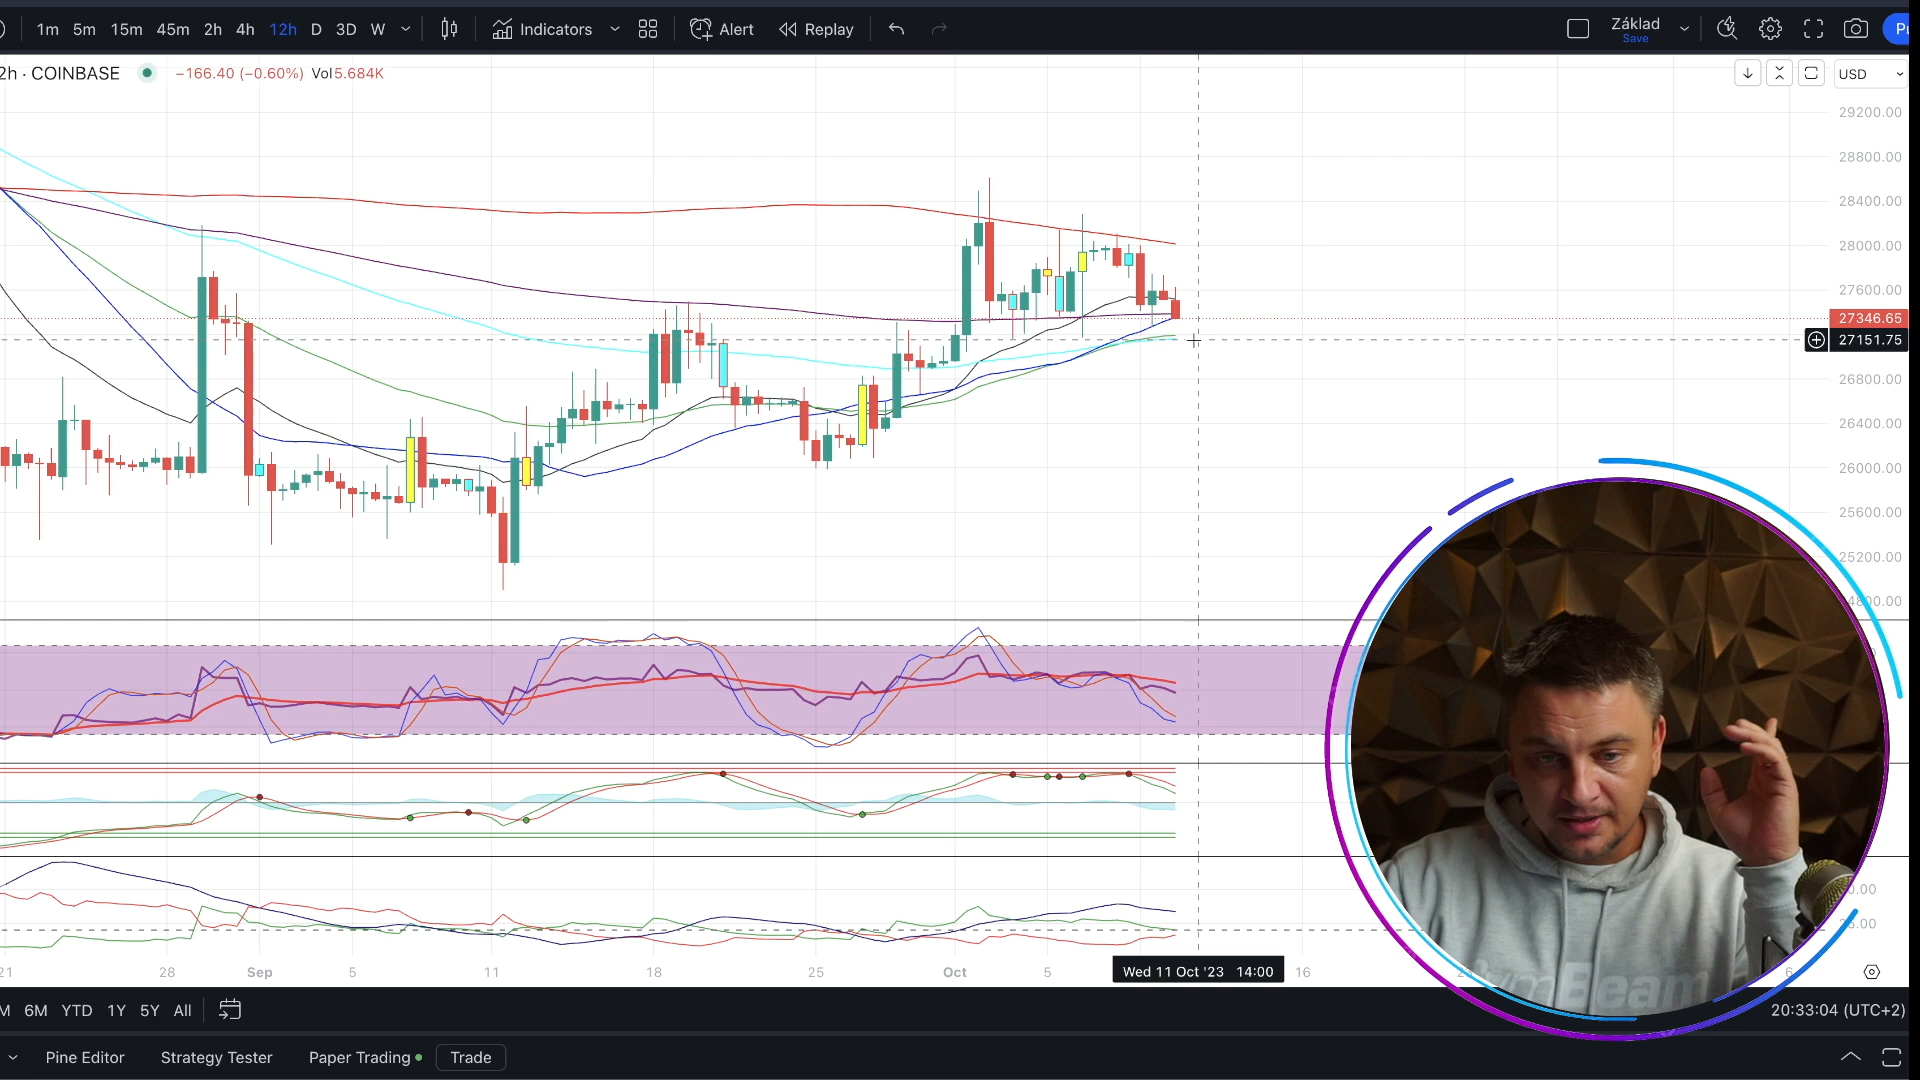 1m 5m 15m 45m 2h 4h 12h D 3D W Indicators Alert Replay Základ
Save
2h · COINBASE −166.40 (−0.60%) Vol5.684K USD
29200.00
28800.00
28400.00
28000.00
27600.00
27346.65
27151.75
26800.00
26400.00
26000.00
25600.00
25200.00
24800.00
21 28 Sep 5 11 18 25 Oct 5 Wed 11 Oct '23 14:00 16
M 6M YTD 1Y 5Y All 20:33:04 (UTC+2)
Pine Editor Strategy Tester Paper Trading Trade